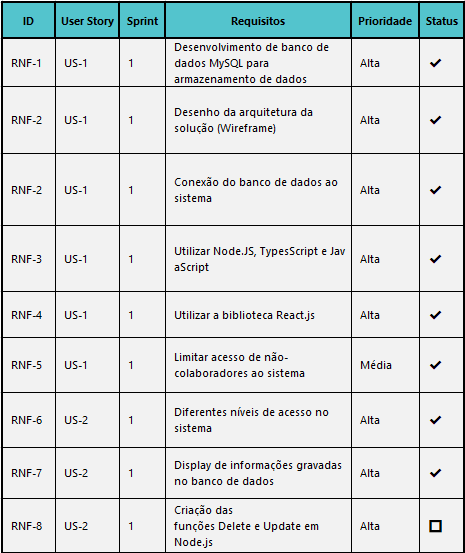 ID User Story Sprint Requisitos Prioridade Status
RNF-1 US-1 1 Desenvolvimento de banco de
dados MySQL para
armazenamento de dados Alta ✓
RNF-2 US-1 1 Desenho da arquitetura da
solução (Wireframe) Alta ✓
RNF-2 US-1 1 Conexão do banco de dados ao
sistema Alta ✓
RNF-3 US-1 1 Utilizar Node.JS, TypesScript e Jav
aScript Alta ✓
RNF-4 US-1 1 Utilizar a biblioteca React.js Alta ✓
RNF-5 US-1 1 Limitar acesso de não-
colaboradores ao sistema Média ✓
RNF-6 US-2 1 Diferentes níveis de acesso no
sistema Alta ✓
RNF-7 US-2 1 Display de informações gravadas
no banco de dados Alta ✓
RNF-8 US-2 1 Criação das
funções Delete e Update em
Node.js Alta ☐